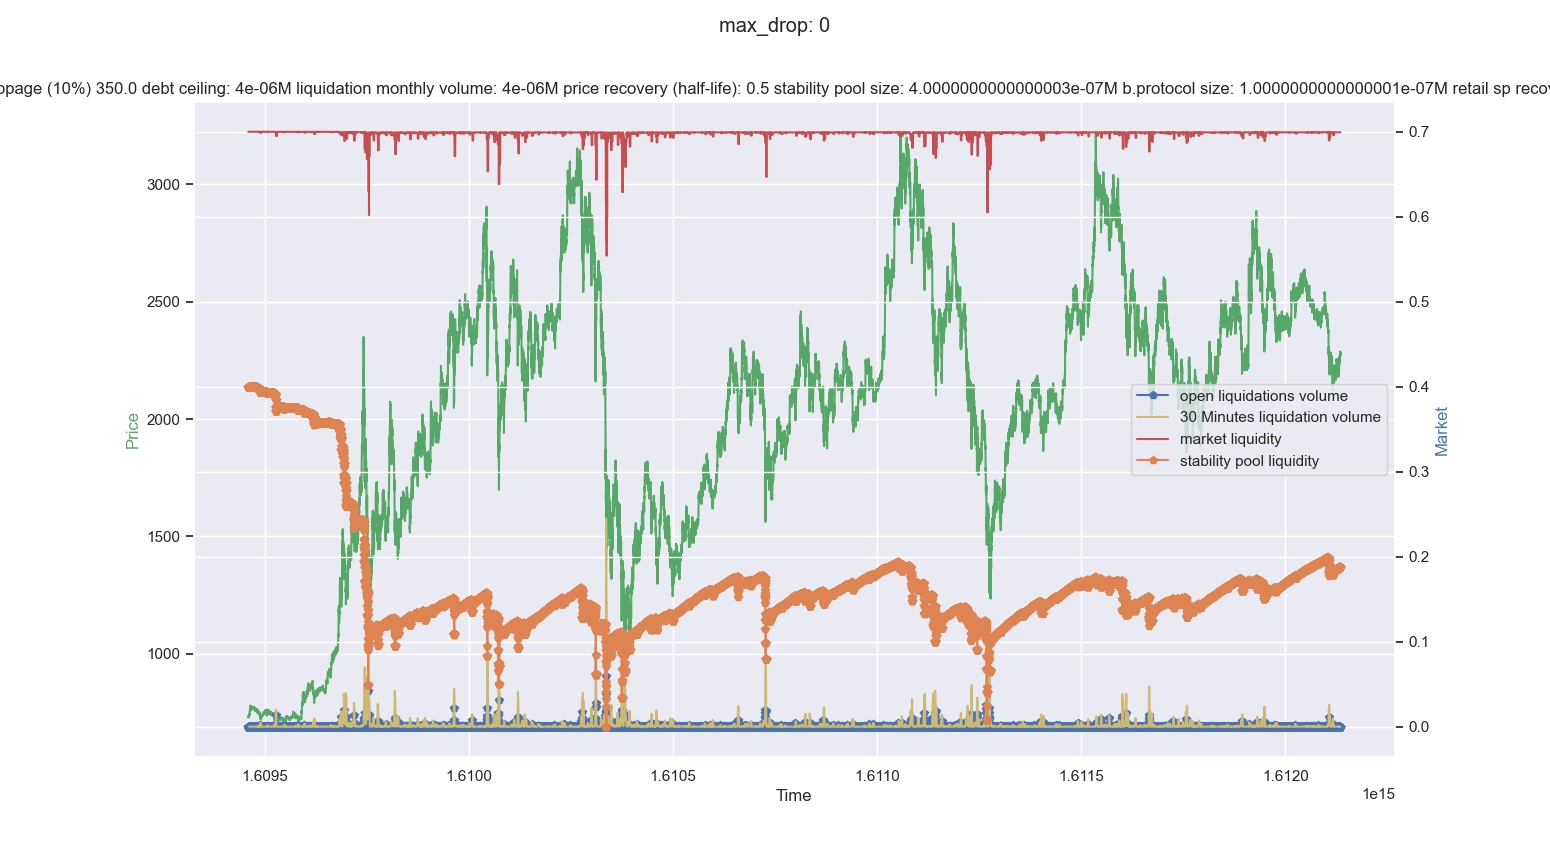 max_drop: 0
opage (10%) 350.0 debt ceiling: 4e-06M liquidation monthly volume: 4e-06M price recovery (half-life): 0.5 stability pool size: 4.0000000000000003e-07M b.protocol size: 1.0000000000000001e-07M retail sp recov
3000
2500
2000
1500
1000
Price
0.7
0.6
0.5
0.4
0.3
0.2
0.1
0.0
Market
open liquidations volume
30 Minutes liquidation volume
market liquidity
stability pool liquidity
1.6095 1.6100 1.6105 1.6110 1.6115 1.6120
Time
1e15